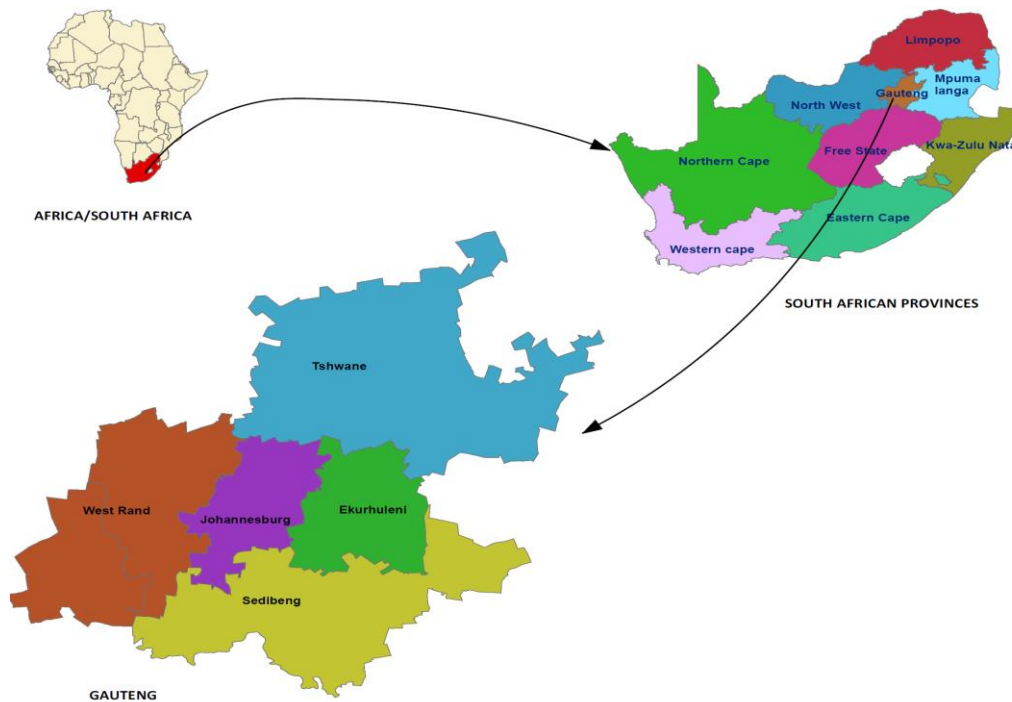 AFRICA/SOUTH AFRICA
Limpopo
Mpuma
langa
Gauteng
North West
Free State
Kwa-Zulu Nata
Northern Cape
Eastern Cape
Western cape
SOUTH AFRICAN PROVINCES
Tshwane
West Rand
Johannesburg
Ekurhuleni
Sedibeng
GAUTENG